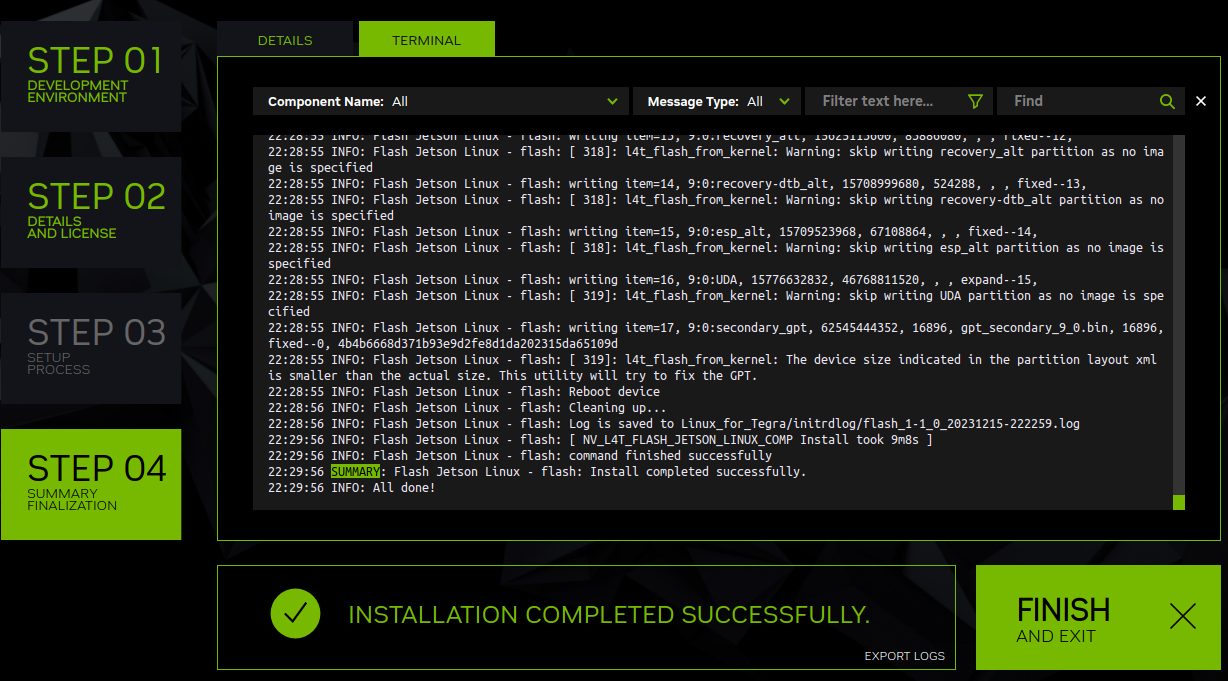 STEP 01
DEVELOPMENT
ENVIRONMENT
STEP 02
DETAILS
AND LICENSE
STEP 03
SETUP
PROCESS
STEP 04
SUMMARY
FINALIZATION
DETAILS
TERMINAL
Component Name: All
Message Type: All
Filter text here...
Find
22:28:55 INFO: Flash Jetson Linux - flash: writing item=13, 9:0:recovery_alt, 15625113600, 83886080, , , fixed--12,
22:28:55 INFO: Flash Jetson Linux - flash: [ 318]: l4t_flash_from_kernel: Warning: skip writing recovery_alt partition as no ima
ge is specified
22:28:55 INFO: Flash Jetson Linux - flash: writing item=14, 9:0:recovery-dtb_alt, 15708999680, 524288, , , fixed--13,
22:28:55 INFO: Flash Jetson Linux - flash: [ 318]: l4t_flash_from_kernel: Warning: skip writing recovery-dtb_alt partition as no
image is specified
22:28:55 INFO: Flash Jetson Linux - flash: writing item=15, 9:0:esp_alt, 15709523968, 67108864, , , fixed--14,
22:28:55 INFO: Flash Jetson Linux - flash: [ 318]: l4t_flash_from_kernel: Warning: skip writing esp_alt partition as no image is
specified
22:28:55 INFO: Flash Jetson Linux - flash: writing item=16, 9:0:UDA, 15776632832, 46768811520, , , expand--15,
22:28:55 INFO: Flash Jetson Linux - flash: [ 319]: l4t_flash_from_kernel: Warning: skip writing UDA partition as no image is spe
cified
22:28:55 INFO: Flash Jetson Linux - flash: writing item=17, 9:0:secondary_gpt, 62545444352, 16896, gpt_secondary_9_0.bin, 16896,
fixed--0, 4b4b6668d371b93e9d2fe8d1da202315da65109d
22:28:55 INFO: Flash Jetson Linux - flash: [ 319]: l4t_flash_from_kernel: The device size indicated in the partition layout xml
is smaller than the actual size. This utility will try to fix the GPT.
22:28:55 INFO: Flash Jetson Linux - flash: Reboot device
22:28:56 INFO: Flash Jetson Linux - flash: Cleaning up...
22:28:56 INFO: Flash Jetson Linux - flash: Log is saved to Linux_for_Tegra/initrdlog/flash_1-1_0_20231215-222259.log
22:29:56 INFO: Flash Jetson Linux - flash: [ NV_L4T_FLASH_JETSON_LINUX_COMP Install took 9m8s ]
22:29:56 INFO: Flash Jetson Linux - flash: command finished successfully
22:29:56 SUMMARY: Flash Jetson Linux - flash: Install completed successfully.
22:29:56 INFO: All done!
INSTALLATION COMPLETED SUCCESSFULLY.
EXPORT LOGS
FINISH
AND EXIT